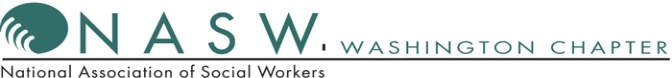 NASW. WASHINGTON CHAPTER
National Association of Social Workers